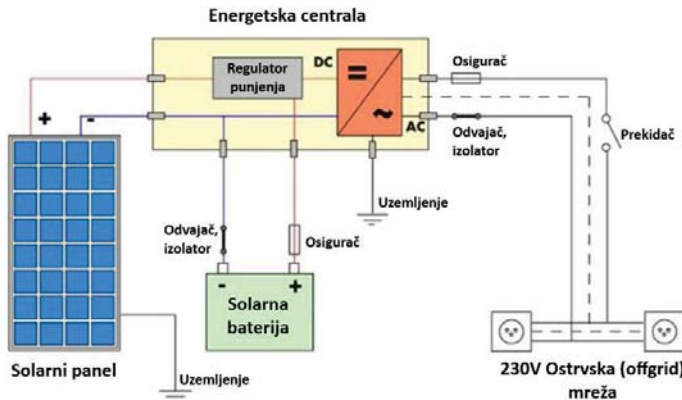 Energetska centrala
Regulator
punjenja
DC
=
~
AC
Osigurač
Odvajač,
izolator
Prekidač
+
-
Uzemljenje
Odvajač,
izolator
Osigurač
-
+
Solarna
baterija
Solarni panel
Uzemljenje
230V Ostrvska (offgrid)
mreža